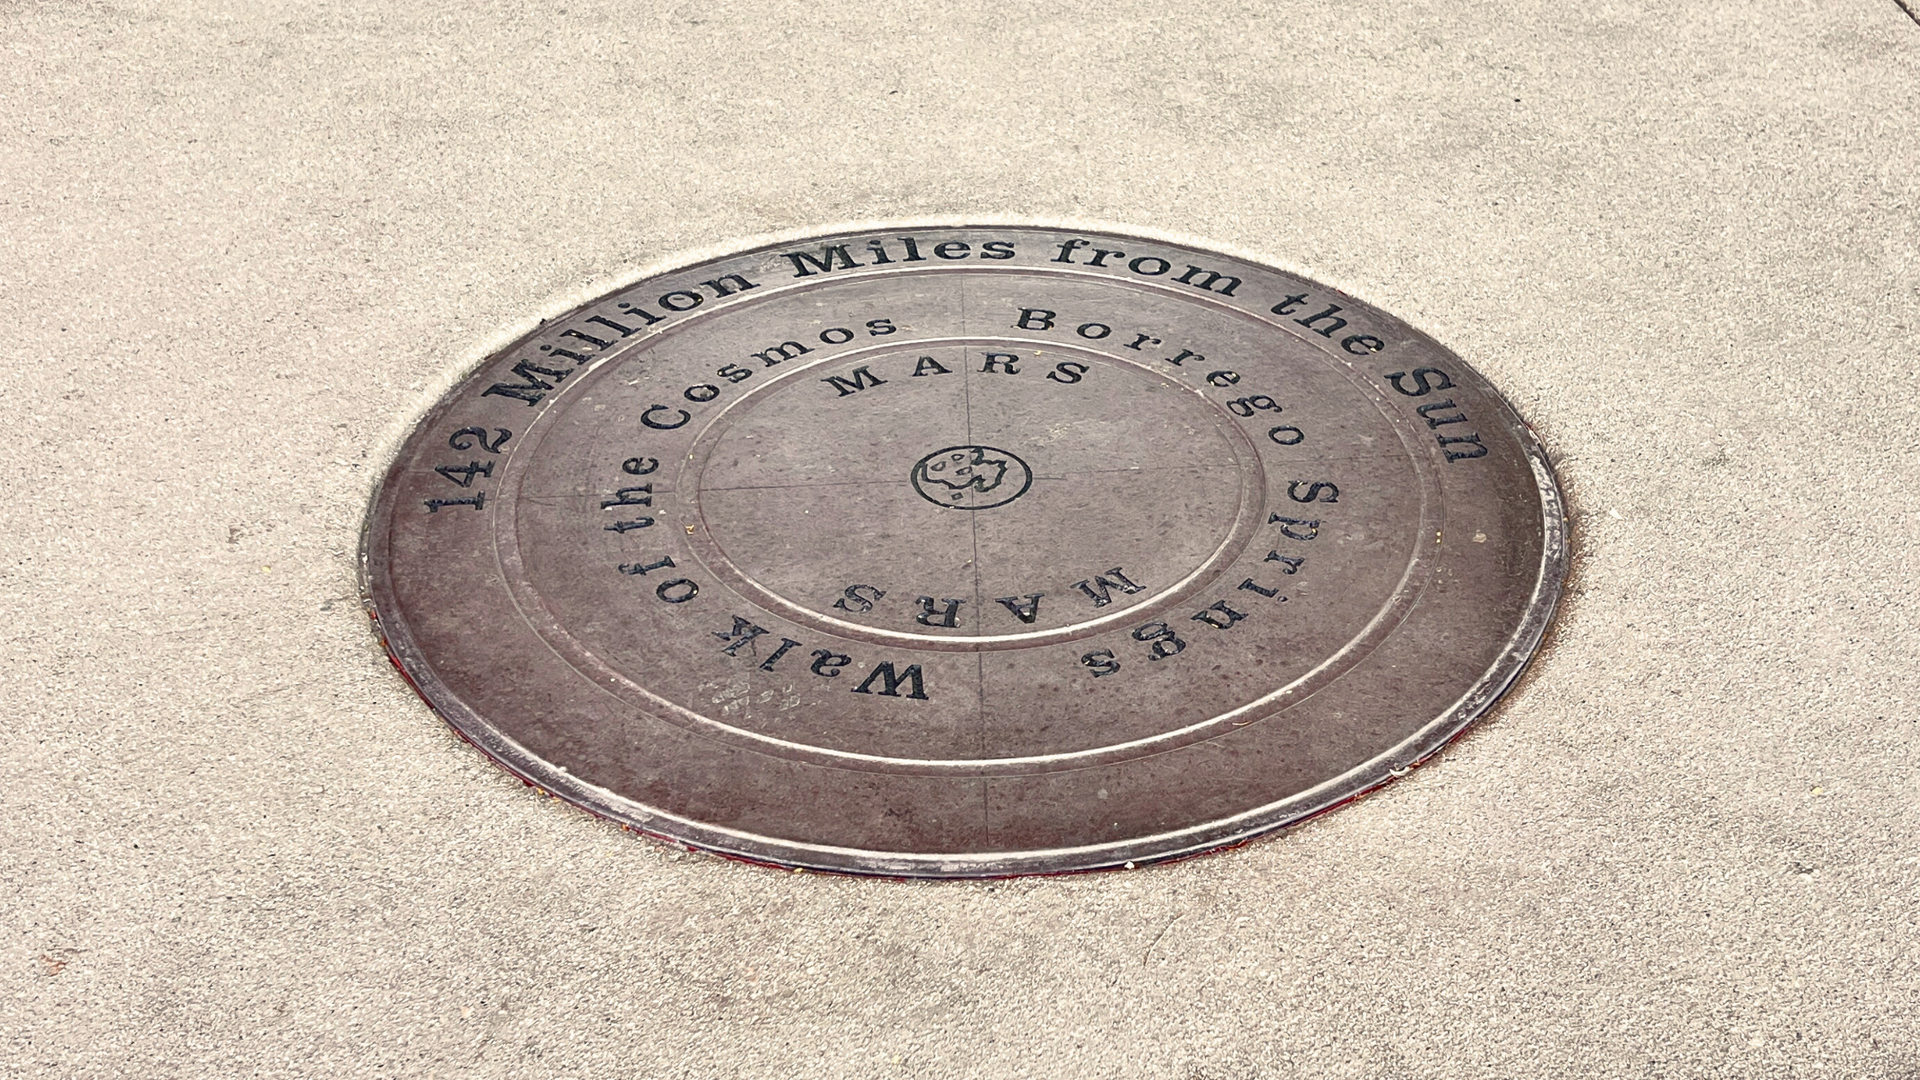 142 Million Miles from the Sun
Walk of the Cosmos
Borrego Springs
MARS
MARS